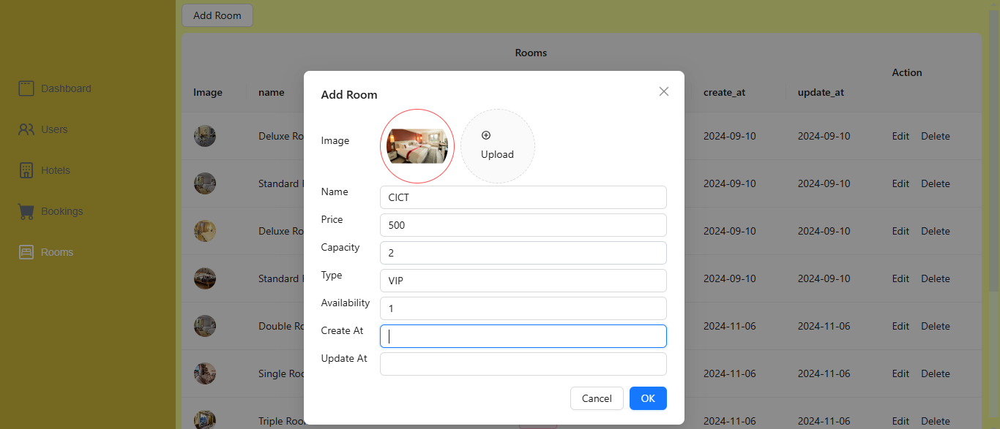 Add Room
Dashboard
Users
Hotels
Bookings
Rooms
Rooms
Image name create_at update_at Action
Deluxe Ro 2024-09-10 2024-09-10 Edit Delete
Standard 2024-09-10 2024-09-10 Edit Delete
Deluxe Ro 2024-09-10 2024-09-10 Edit Delete
Standard 2024-09-10 2024-09-10 Edit Delete
Double Ro 2024-11-06 2024-11-06 Edit Delete
Single Roo 2024-11-06 2024-11-06 Edit Delete
Triple Room 2024-11-06 2024-11-06 Edit Delete
Add Room
Image
Upload
Name CICT
Price 500
Capacity 2
Type VIP
Availability 1
Create At
Update At
Cancel OK